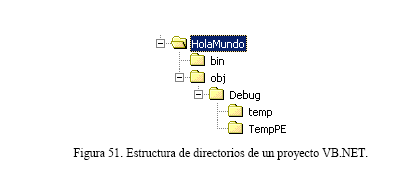 HolaMundo
bin
obj
Debug
temp
TempPE
Figura 51. Estructura de directorios de un proyecto VB.NET.